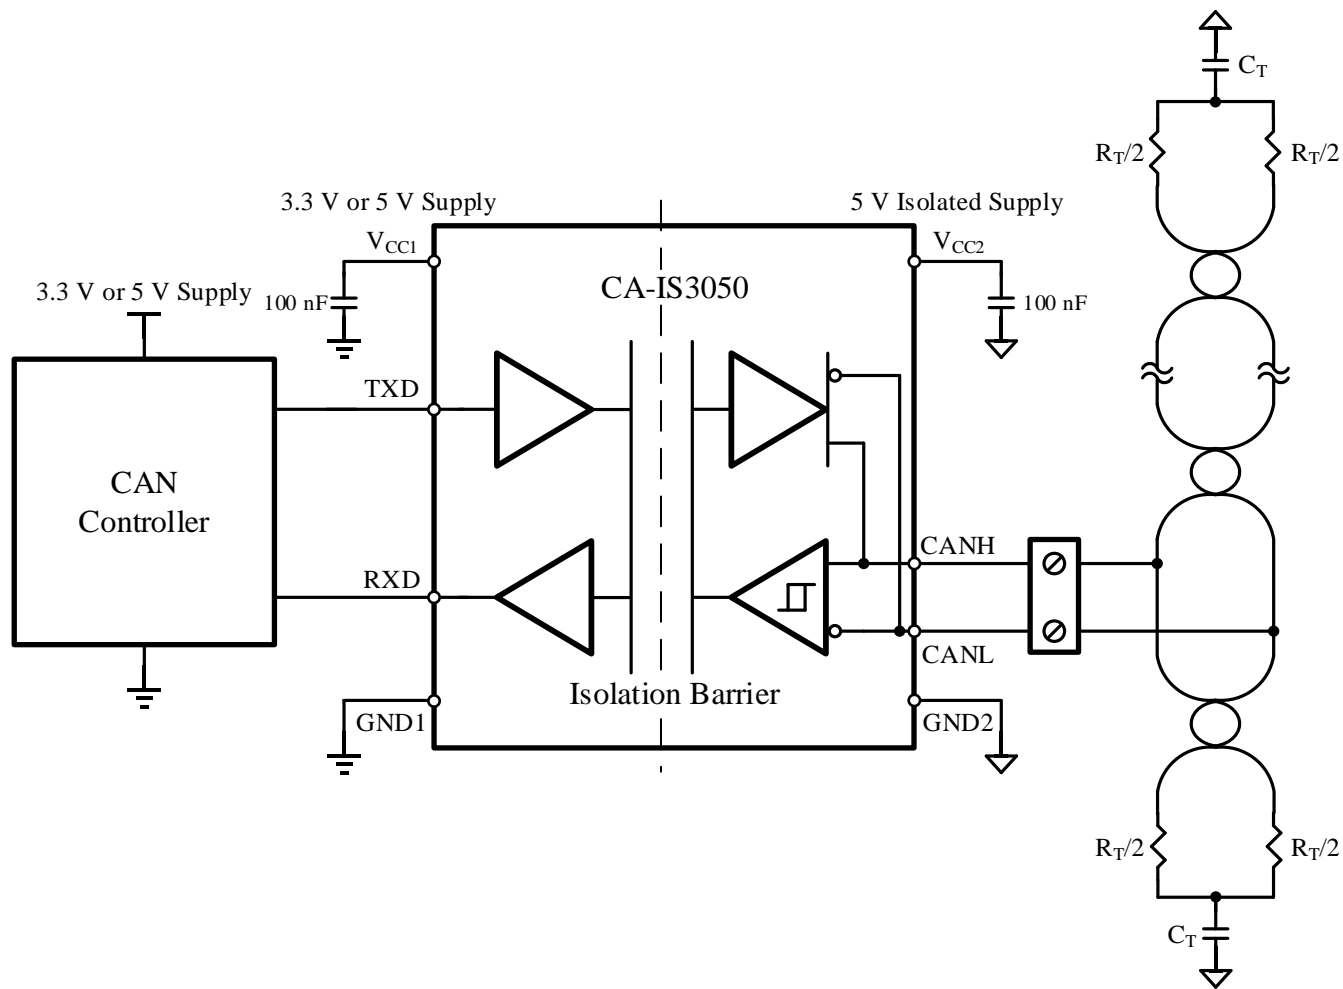 C_T
R_T/2
R_T/2
3.3 V or 5 V Supply
5 V Isolated Supply
V_CC1
V_CC2
3.3 V or 5 V Supply
100 nF
CA-IS3050
100 nF
TXD
CAN
Controller
CANH
RXD
CANL
Isolation Barrier
GND1
GND2
R_T/2
R_T/2
C_T